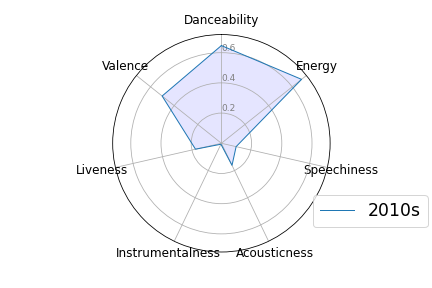 Danceability
0.6
Valence
Energy
0.4
0.2
Liveness
Speechiness
2010s
Instrumentalness
Acousticness